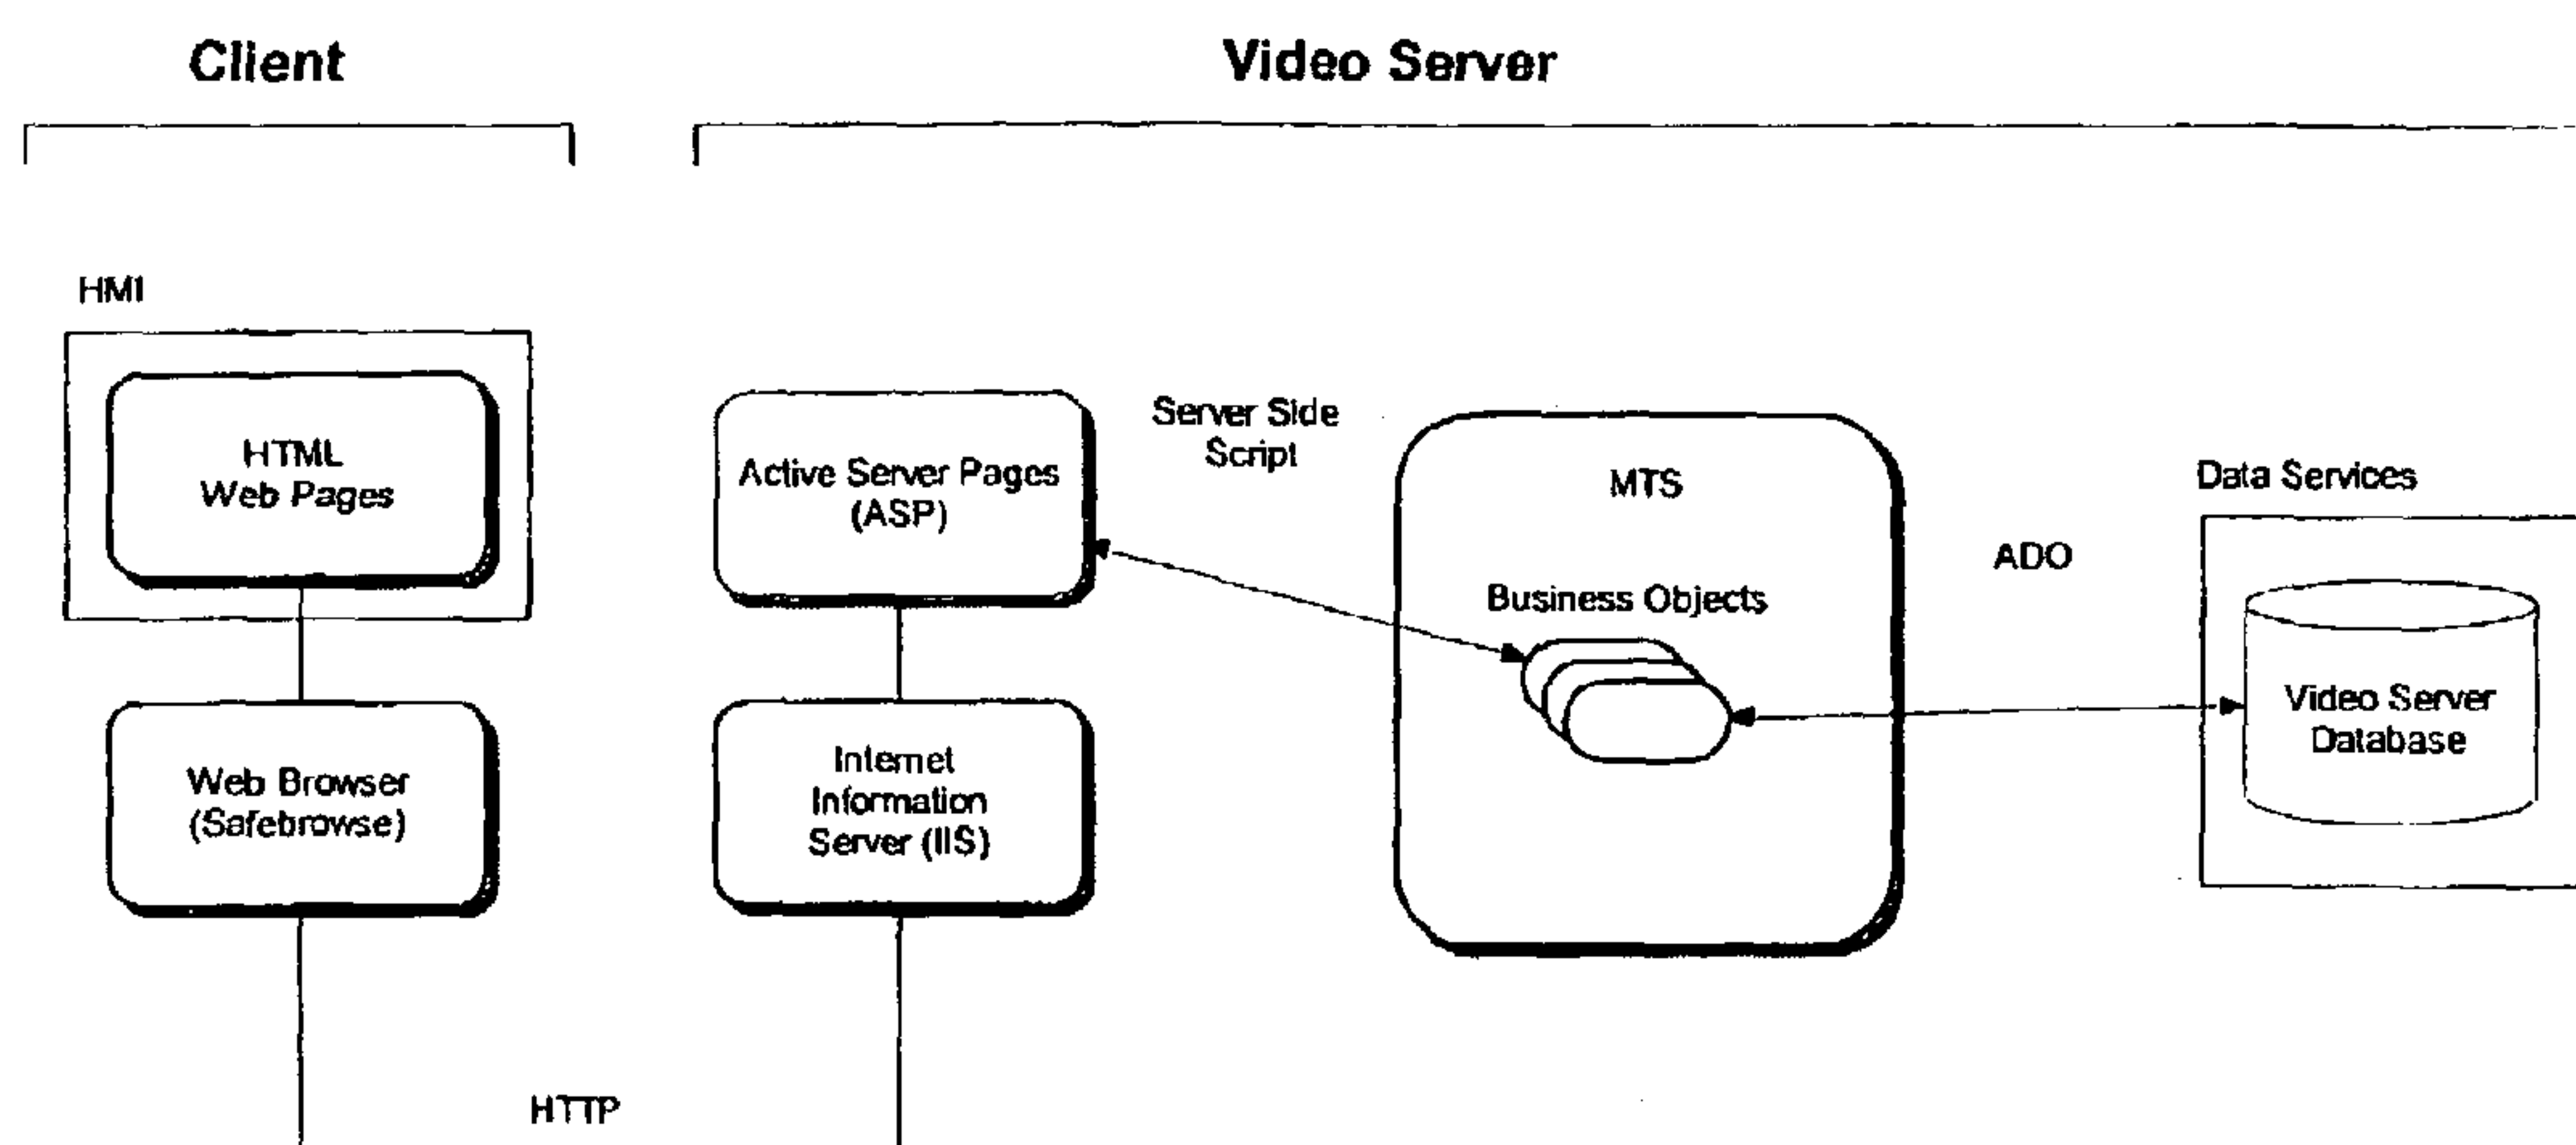 Client
Video Server
HMI
HTML
Web Pages
Active Server Pages
(ASP)
Server Side
Script
MTS
Business Objects
ADO
Data Services
Video Server
Database
Web Browser
(Safebrowse)
Internet
Information
Server (IIS)
HTTP